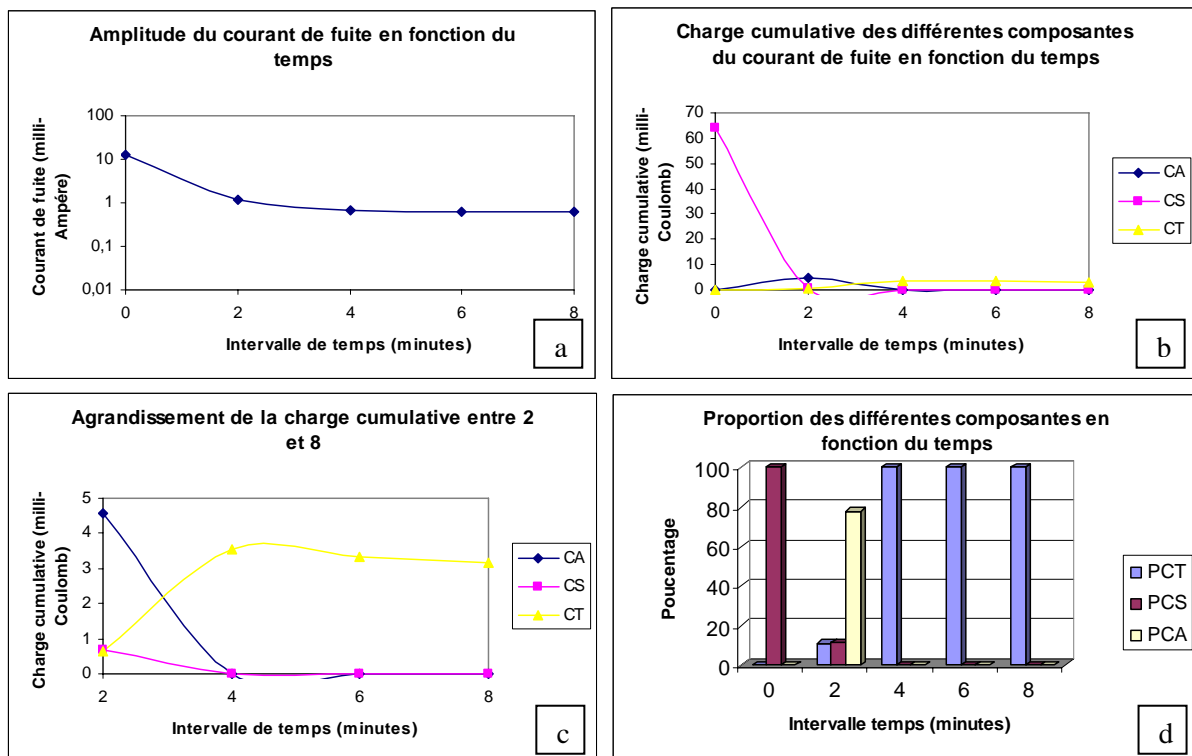 Amplitude du courant de fuite en fonction du
temps
Courant de fuite (milli-
Ampére)
100
10
1
0,1
0,01
0
2
4
6
8
Intervalle de temps (minutes)
a
Charge cumulative des différentes composantes
du courant de fuite en fonction du temps
Charge cumulative (milli-
Coulomb)
70
60
50
40
30
20
10
0
0
2
4
6
8
Intervalle de temps (minutes)
CA
CS
CT
b
Agrandissement de la charge cumulative entre 2
et 8
Charge cumulative (milli-
Coulomb)
5
4
3
2
1
0
2
4
6
8
Intervalle de temps (minutes)
CA
CS
CT
c
Proportion des différentes composantes en
fonction du temps
Poucentage
100
80
60
40
20
0
0
2
4
6
8
Intervalle temps (minutes)
PCT
PCS
PCA
d